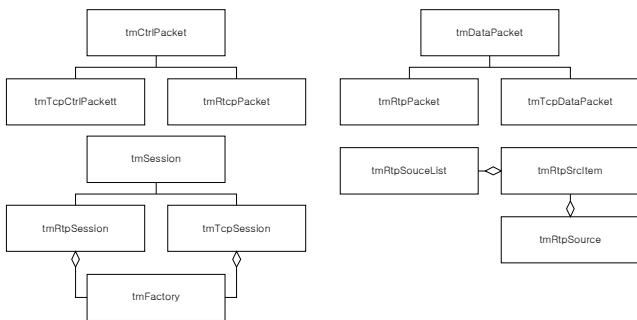 tmCtrlPacket
tmDataPacket
tmTcpCtrlPackett
tmRtcpPacket
tmRtpPacket
tmTcpDataPacket
tmSession
tmRtpSouceList
tmRtpSrcItem
tmRtpSession
tmTcpSession
tmRtpSource
tmFactory